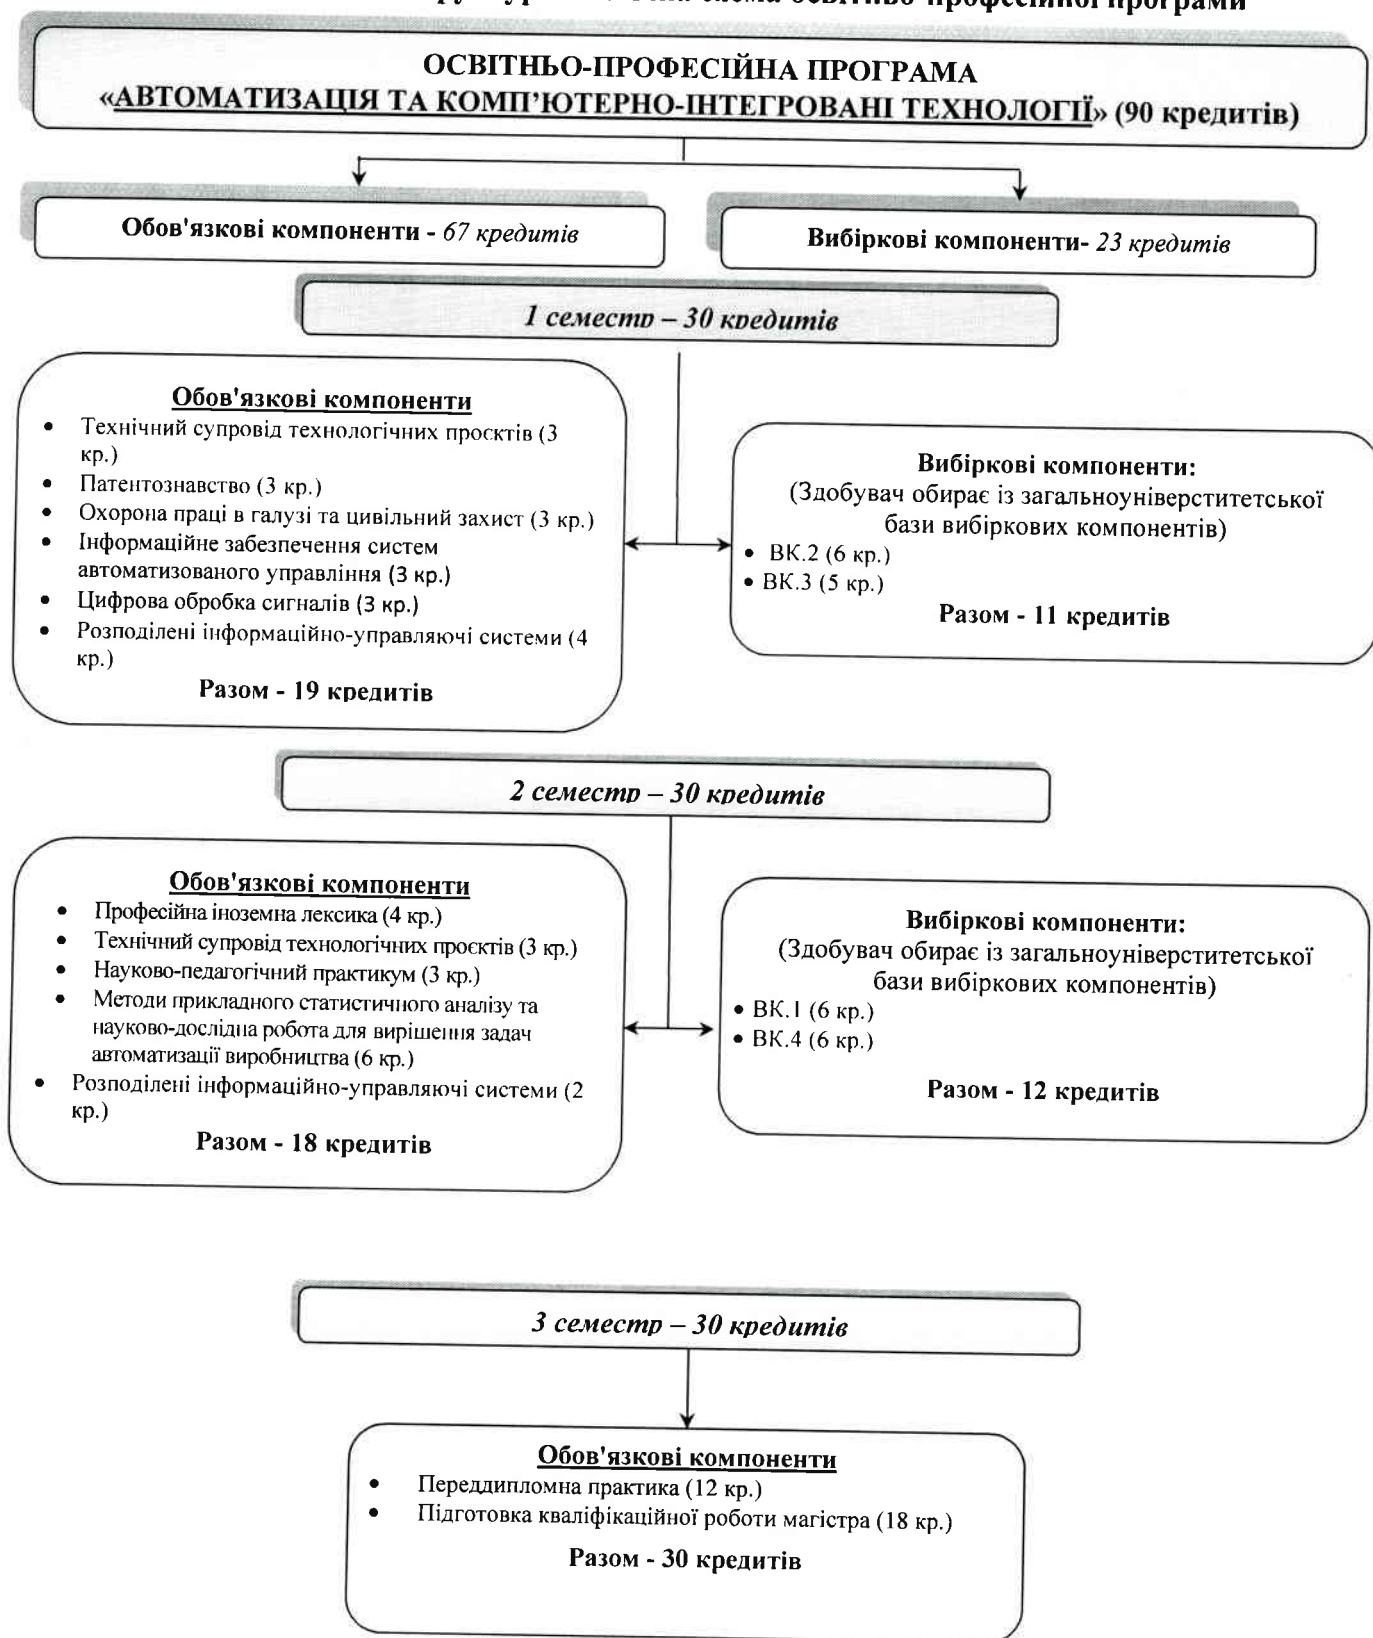 схема освітньо-професійної програми
ОСВІТНЬО-ПРОФЕСІЙНА ПРОГРАМА
«АВТОМАТИЗАЦІЯ ТА КОМП’ЮТЕРНО-ІНТЕГРОВАНІ ТЕХНОЛОГІЇ» (90 кредитів)
Обов'язкові компоненти - 67 кредитів
Вибіркові компоненти- 23 кредитів
1 семестр – 30 кредитів
Обов'язкові компоненти
• Технічний супровід технологічних проєктів (3
кр.)
• Патентознавство (3 кр.)
• Охорона праці в галузі та цивільний захист (3 кр.)
• Інформаційне забезпечення систем
автоматизованого управління (3 кр.)
• Цифрова обробка сигналів (3 кр.)
• Розподілені інформаційно-управляючі системи (4
кр.)
Разом - 19 кредитів
Вибіркові компоненти:
(Здобувач обирає із загальноуніверститетської
бази вибіркових компонентів)
• ВК.2 (6 кр.)
• ВК.3 (5 кр.)
Разом - 11 кредитів
2 семестр – 30 кредитів
Обов'язкові компоненти
• Професійна іноземна лексика (4 кр.)
• Технічний супровід технологічних проєктів (3 кр.)
• Науково-педагогічний практикум (3 кр.)
• Методи прикладного статистичного аналізу та
науково-дослідна робота для вирішення задач
автоматизації виробництва (6 кр.)
• Розподілені інформаційно-управляючі системи (2
кр.)
Разом - 18 кредитів
Вибіркові компоненти:
(Здобувач обирає із загальноуніверститетської
бази вибіркових компонентів)
• ВК.1 (6 кр.)
• ВК.4 (6 кр.)
Разом - 12 кредитів
3 семестр – 30 кредитів
Обов'язкові компоненти
• Переддипломна практика (12 кр.)
• Підготовка кваліфікаційної роботи магістра (18 кр.)
Разом - 30 кредитів